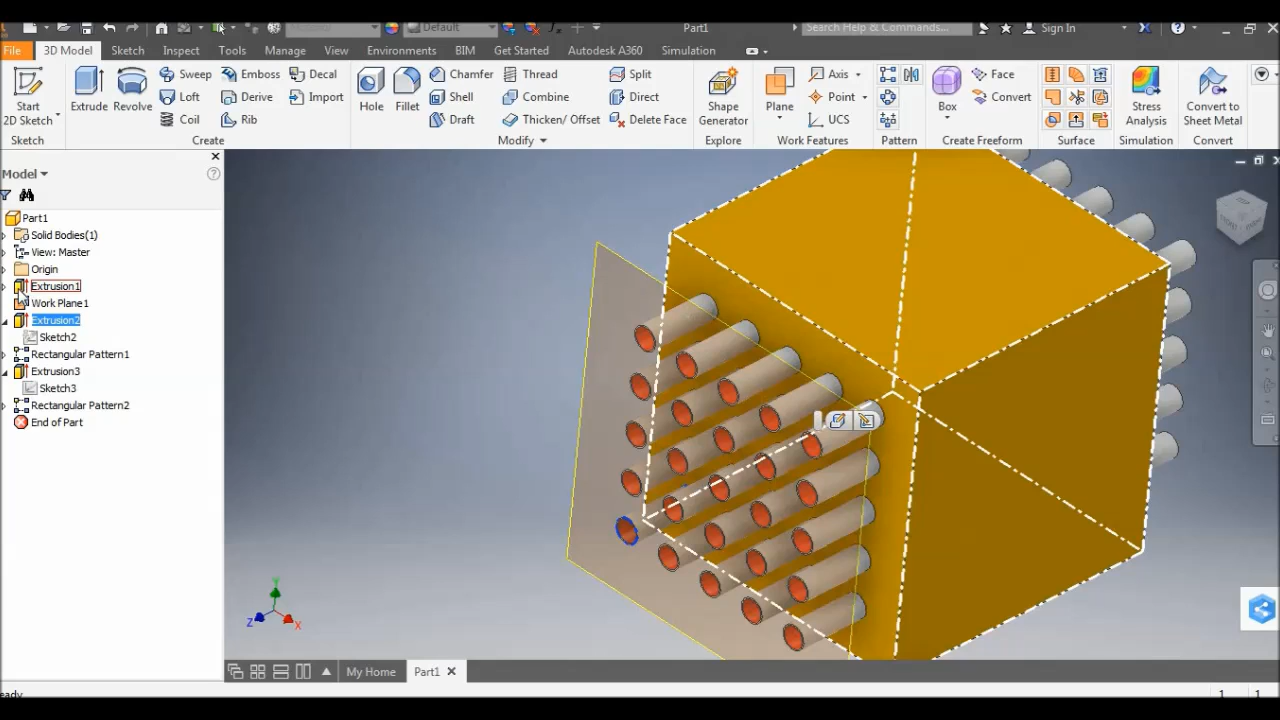 Default
Part1
Search Help & Commands...
Sign In
File
3D Model
Sketch
Inspect
Tools
Manage
View
Environments
BIM
Get Started
Autodesk A360
Simulation
Start
2D Sketch
Extrude
Revolve
Sweep
Loft
Coil
Emboss
Derive
Rib
Decal
Import
Hole
Fillet
Chamfer
Shell
Draft
Thread
Combine
Thicken/ Offset
Split
Direct
Delete Face
Shape
Generator
Plane
Axis
Point
UCS
Box
Face
Convert
Stress
Analysis
Convert to
Sheet Metal
Sketch
Create
Modify
Explore
Work Features
Pattern
Create Freeform
Surface
Simulation
Convert
Model
Part1
Solid Bodies(1)
View: Master
Origin
Extrusion1
Work Plane1
Extrusion2
Sketch2
Rectangular Pattern1
Extrusion3
Sketch3
Rectangular Pattern2
End of Part
Y
Z
X
My Home
Part1
eady
1
1